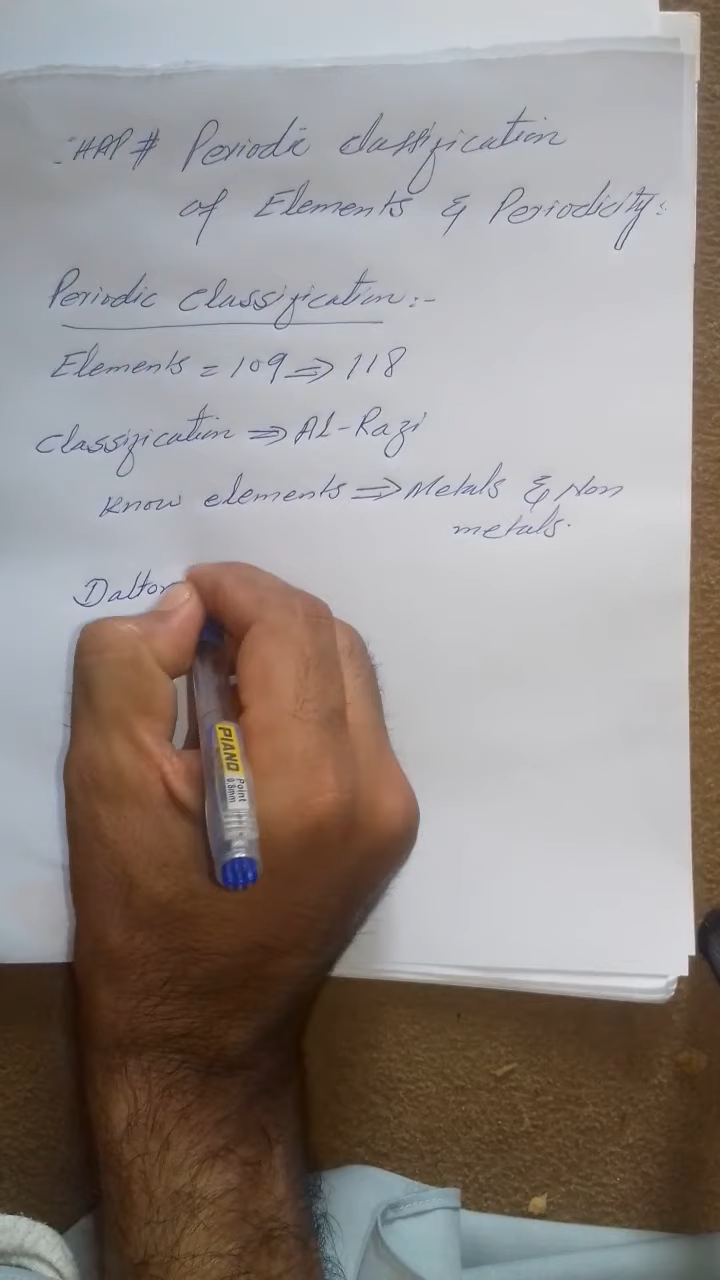 CHAP # Periodic classification
of Elements & Periodicity:
Periodic Classification:-
Elements = 109 ⇒ 118
Classification ⇒ AL-Razi
Know elements ⇒ Metals & Non
metals.
Dalton
PIANO
Point
0.8mm